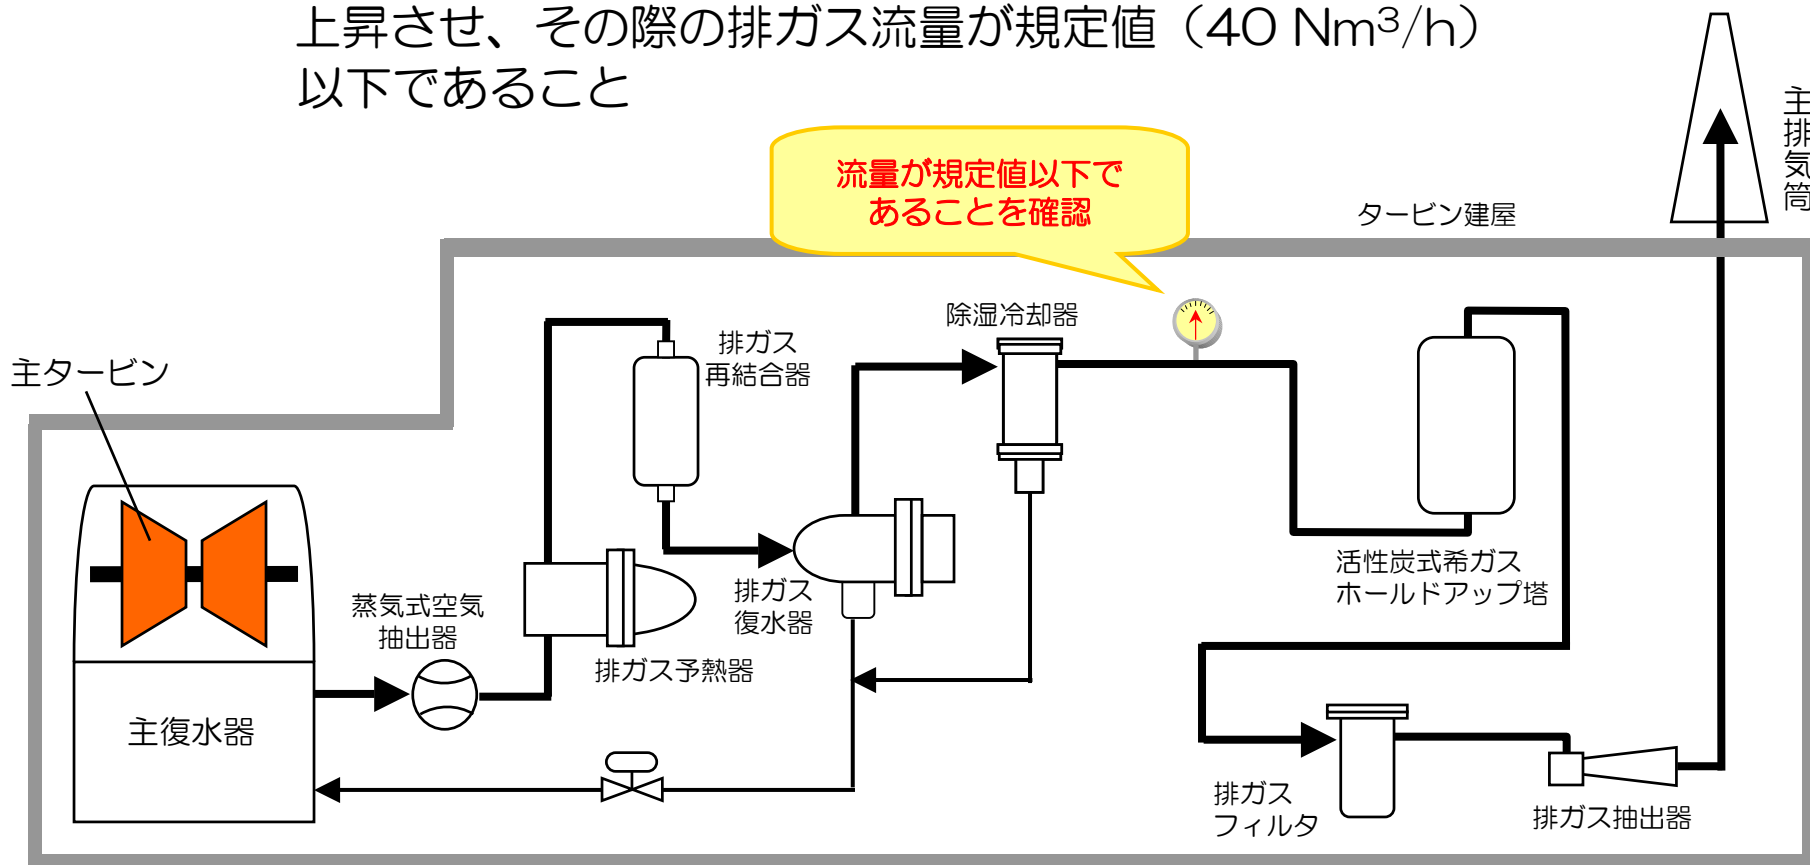 上昇させ、その際の排ガス流量が規定値（40 Nm³/h）
以下であること
流量が規定値以下で
あることを確認
主排気筒
タービン建屋
除湿冷却器
排ガス
再結合器
主タービン
活性炭式希ガス
ホールドアップ塔
排ガス
復水器
蒸気式空気
抽出器
排ガス予熱器
主復水器
排ガス
フィルタ
排ガス抽出器